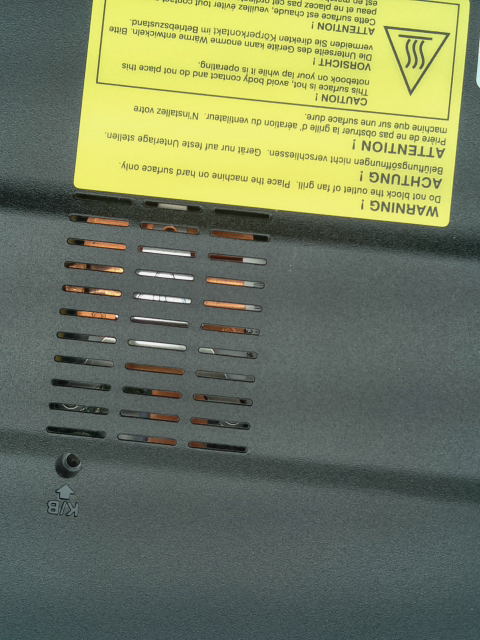 K/B
WARNING !
Do not block the outlet of fan grill. Place the machine on hard surface only.
ACHTUNG !
Belüftungsöffnungen nicht verschliessen. Gerät nur auf feste Unterlage stellen.
ATTENTION !
Prière de ne pas obstruer la grille d' aération du ventilateur. N'installez votre
machine que sur une surface dure.
CAUTION !
This surface is hot, avoid body contact and do not place this
notebook on your lap while it is operating.
VORSICHT !
Die Unterseite des Geräts kann enorme Wärme entwickeln. Bitte
vermeiden Sie direkten Körperkontakt im Betriebszustand.
ATTENTION !
Cette surface est, chaude, veuillez éviter tout contact
peau et ne placez pas cet
est en